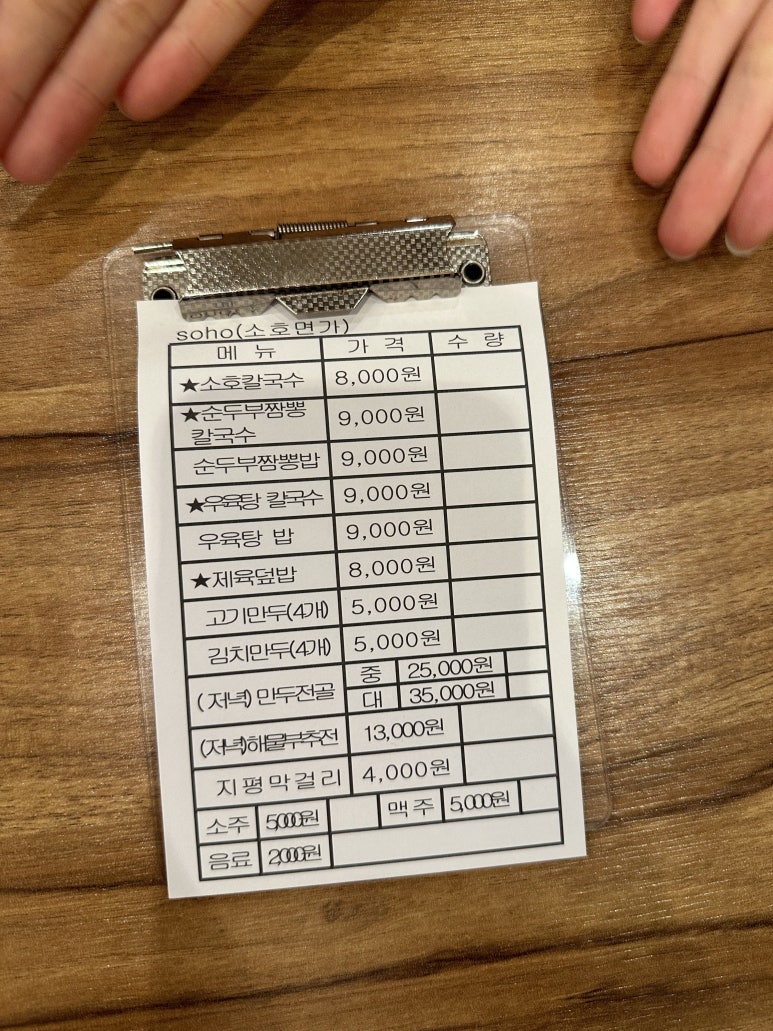 soho(소호면가)
메 뉴 가 격 수 량
★소호칼국수 8,000원
★순두부짬뽕
칼국수 9,000원
순두부짬뽕밥 9,000원
★우육탕 칼국수 9,000원
우육탕 밥 9,000원
★제육덮밥 8,000원
고기만두(4개) 5,000원
김치만두(4개) 5,000원
(저녁) 만두전골 중 25,000원
대 35,000원
(저녁)해물부추전 13,000원
지평막걸리 4,000원
소주 5,000원 맥주 5,000원
음료 2,000원